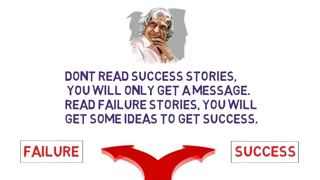 DONT READ SUCCESS STORIES,
YOU WILL ONLY GET A MESSAGE.
READ FAILURE STORIES, YOU WILL
GET SOME IDEAS TO GET SUCCESS.
FAILURE
SUCCESS